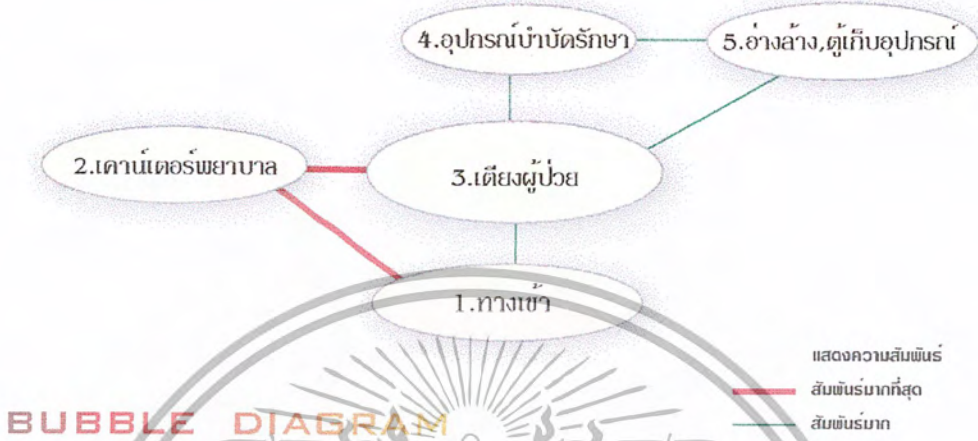 4.อุปกรณ์บำบัดรักษา
5.อ่างล้าง,ตู้เก็บอุปกรณ์
2.เคาน์เตอร์พยาบาล
3.เตียงผู้ป่วย
1.ทางเข้า
แสดงความสัมพันธ์
สัมพันธ์มากที่สุด
สัมพันธ์มาก
BUBBLE DIAGRAM